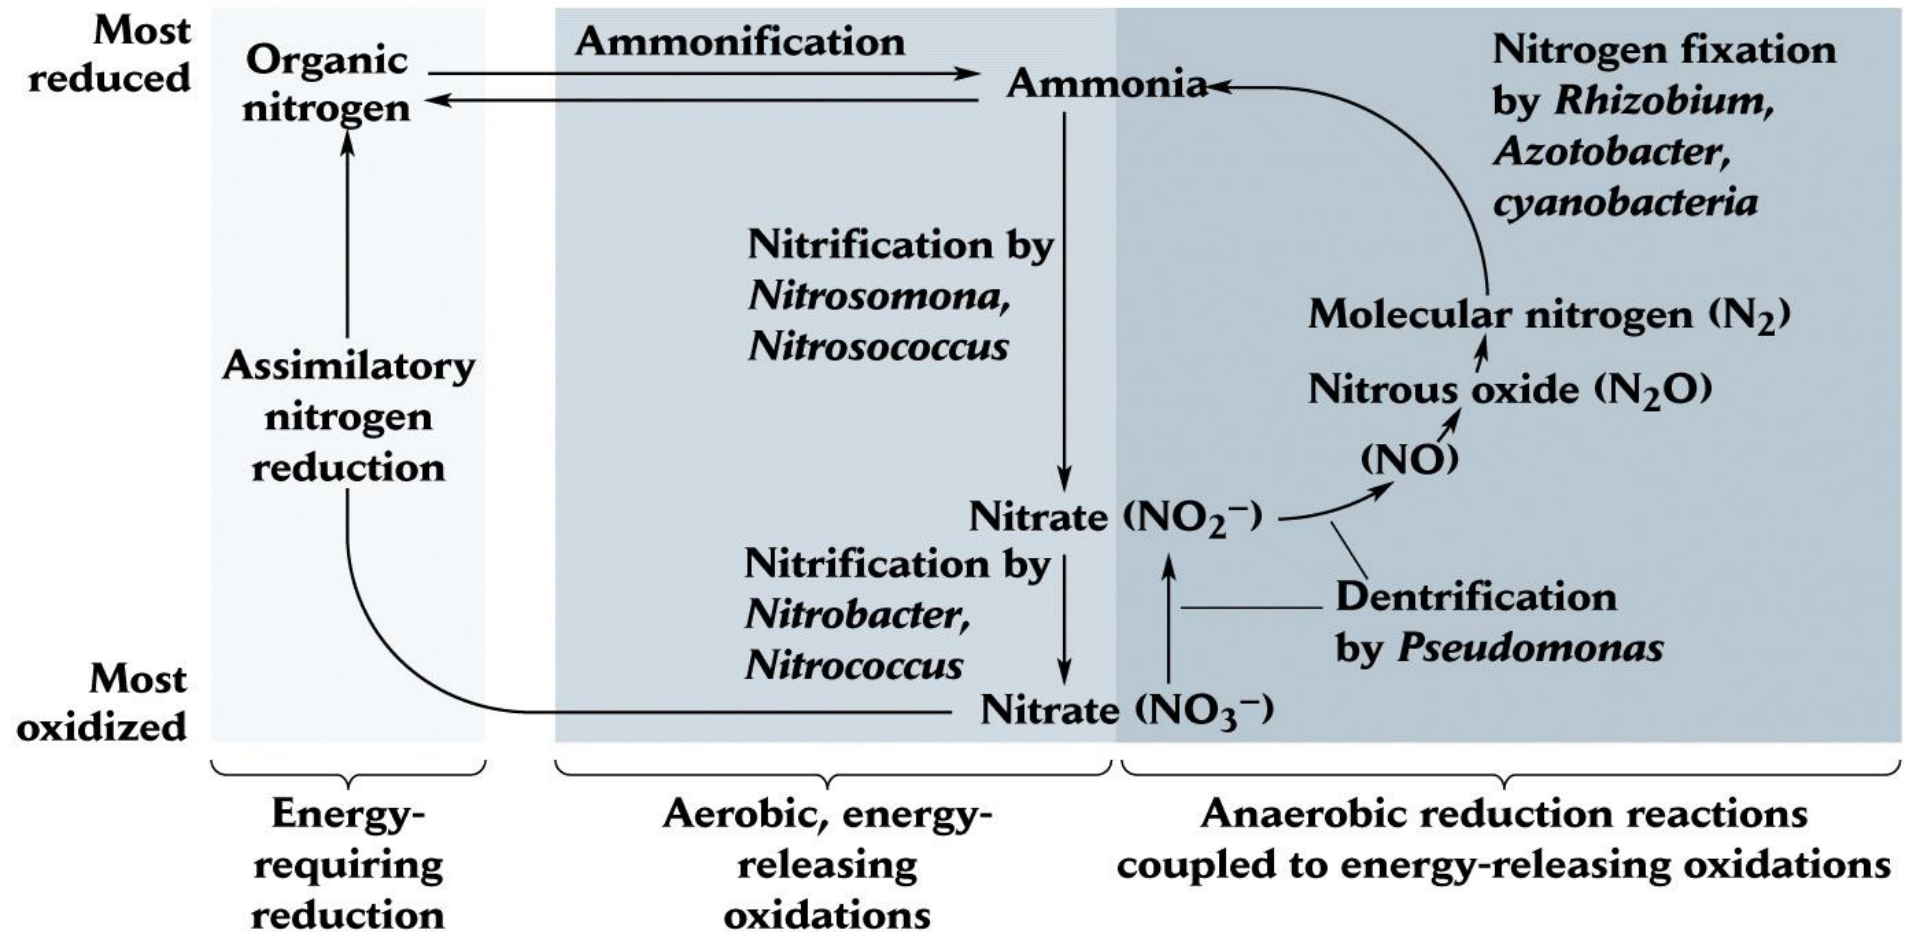 Most
reduced
Organic
nitrogen
Ammonification
Ammonia
Nitrogen fixation
by Rhizobium,
Azotobacter,
cyanobacteria
Nitrification by
Nitrosomona,
Nitrosococcus
Molecular nitrogen (N₂)
Nitrous oxide (N₂O)
(NO)
Assimilatory
nitrogen
reduction
Nitrate (NO₂⁻)
Nitrification by
Nitrobacter,
Nitrococcus
Dentrification
by Pseudomonas
Most
oxidized
Nitrate (NO₃⁻)
Energy-
requiring
reduction
Aerobic, energy-
releasing
oxidations
Anaerobic reduction reactions
coupled to energy-releasing oxidations